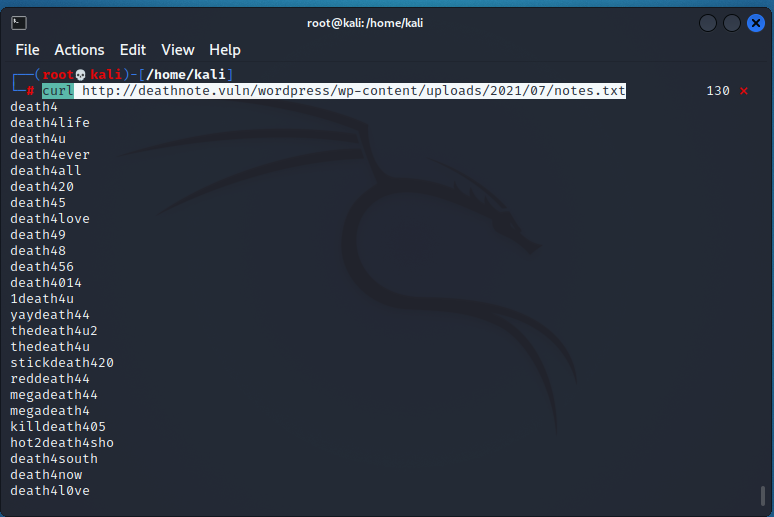 root@kali: /home/kali
File Actions Edit View Help
┌──(root💀kali)-[/home/kali]
└─# curl http://deathnote.vuln/wordpress/wp-content/uploads/2021/07/notes.txt 130 ⨯
death4
death4life
death4u
death4ever
death4all
death420
death45
death4love
death49
death48
death456
death4014
1death4u
yaydeath44
thedeath4u2
thedeath4u
stickdeath420
reddeath44
megadeath44
megadeath4
killdeath405
hot2death4sho
death4south
death4now
death4l0ve